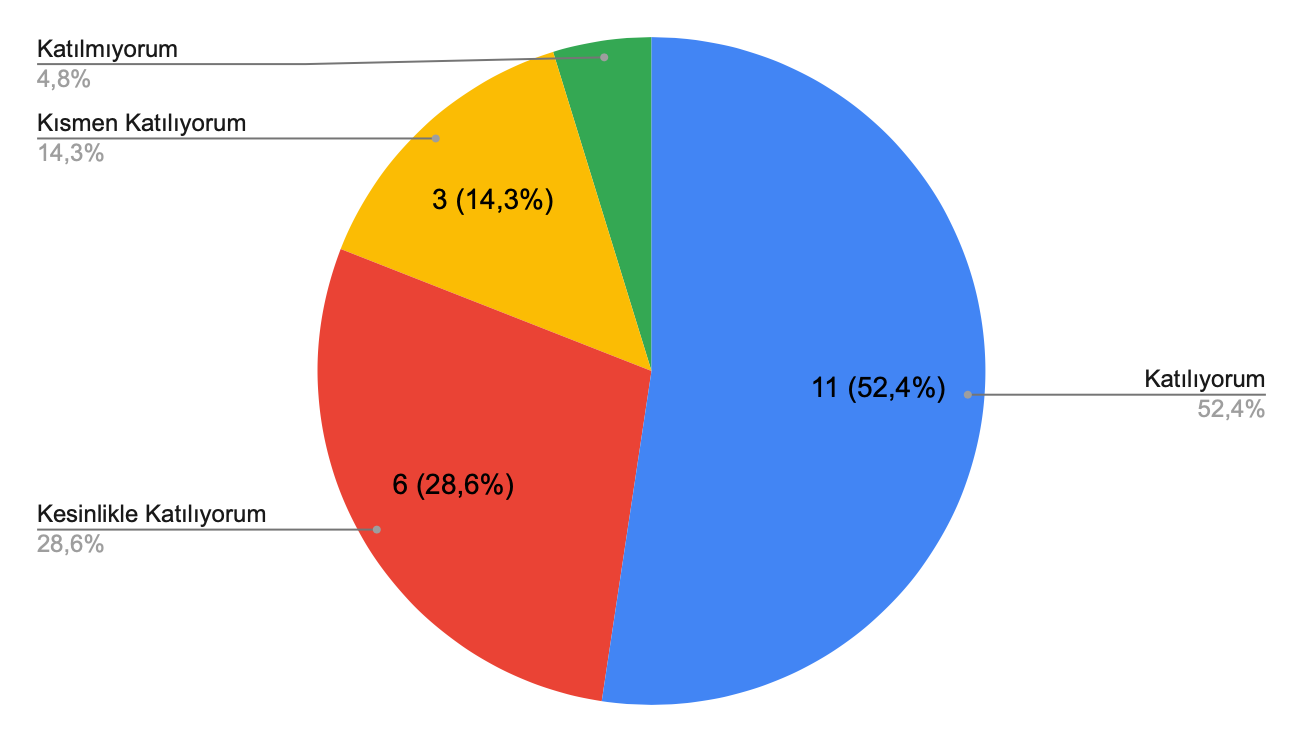 Katılmıyorum
4,8%
Kısmen Katılıyorum
14,3%
3 (14,3%)
Katılıyorum
52,4%
11 (52,4%)
6 (28,6%)
Kesinlikle Katılıyorum
28,6%